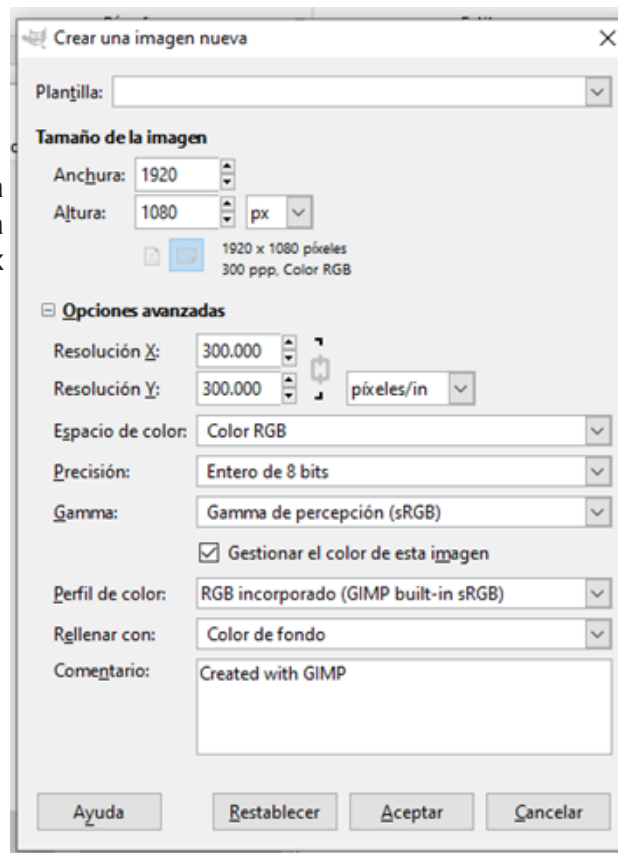 Crear una imagen nueva
Plantilla:
Tamaño de la imagen
Anchura: 1920
Altura: 1080 px
1920 x 1080 píxeles
300 ppp, Color RGB
Opciones avanzadas
Resolución X: 300.000
Resolución Y: 300.000 píxeles/in
Espacio de color: Color RGB
Precisión: Entero de 8 bits
Gamma: Gamma de percepción (sRGB)
Gestionar el color de esta imagen
Perfil de color: RGB incorporado (GIMP built-in sRGB)
Rellenar con: Color de fondo
Comentario: Created with GIMP
Ayuda Restablecer Aceptar Cancelar